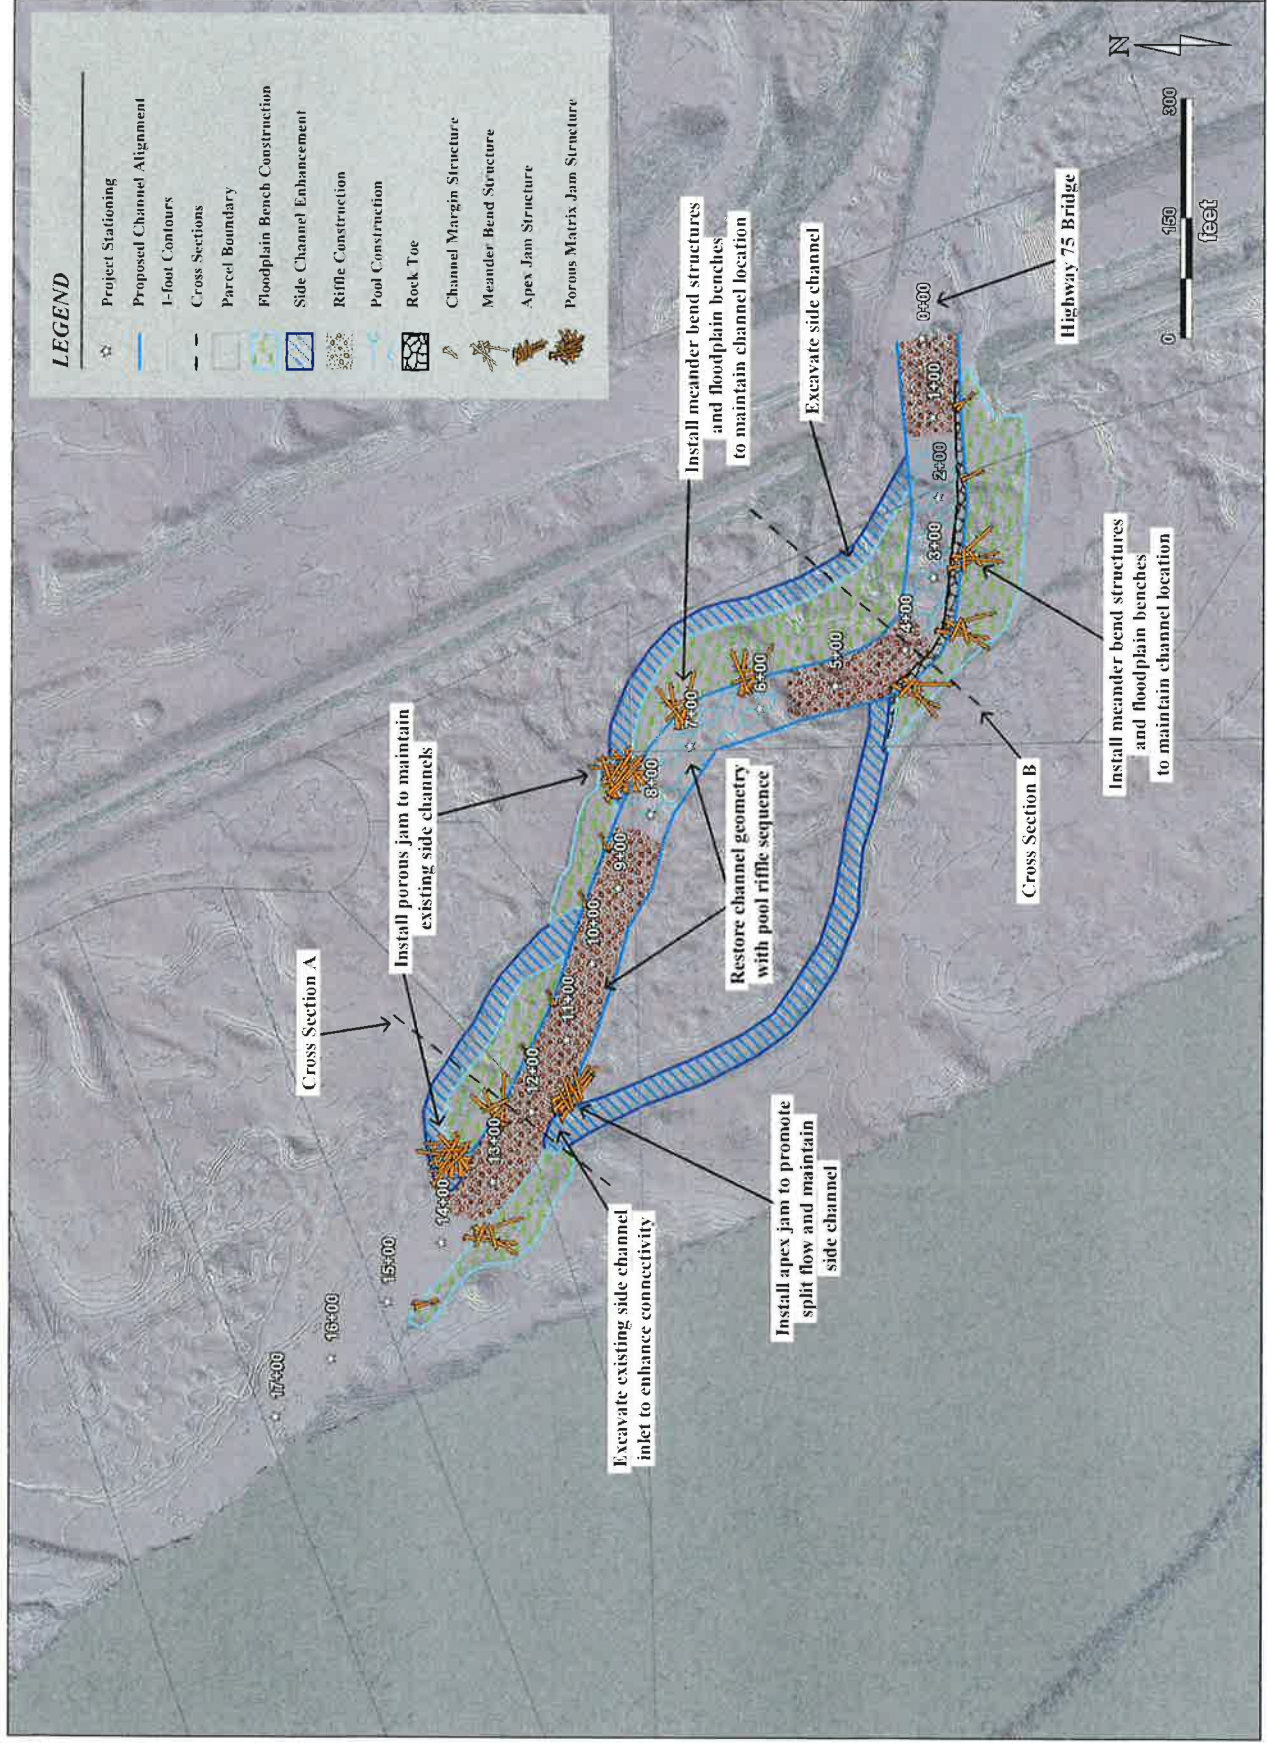 LEGEND
Project Stationing
Proposed Channel Alignment
1-foot Contours
Cross Sections
Parcel Boundary
Floodplain Bench Construction
Side Channel Enhancement
Riffle Construction
Pool Construction
Rock Toe
Channel Margin Structure
Meander Bend Structure
Apex Jam Structure
Porous Matrix Jam Structure
Cross Section A
Install porous jam to maintain
existing side channels
Install meander bend structures
and floodplain benches
to maintain channel location
Excavate side channel
17+00
16+00
15+00
14+00
13+00
12+00
11+00
10+00
9+00
8+00
7+00
6+00
5+00
4+00
3+00
2+00
1+00
0+00
Excavate existing side channel
inlet to enhance connectivity
Install apex jam to promote
split flow and maintain
side channel
Restore channel geometry
with pool riffle sequence
Cross Section B
Install meander bend structures
and floodplain benches
to maintain channel location
Highway 75 Bridge
N
0 150 300
feet